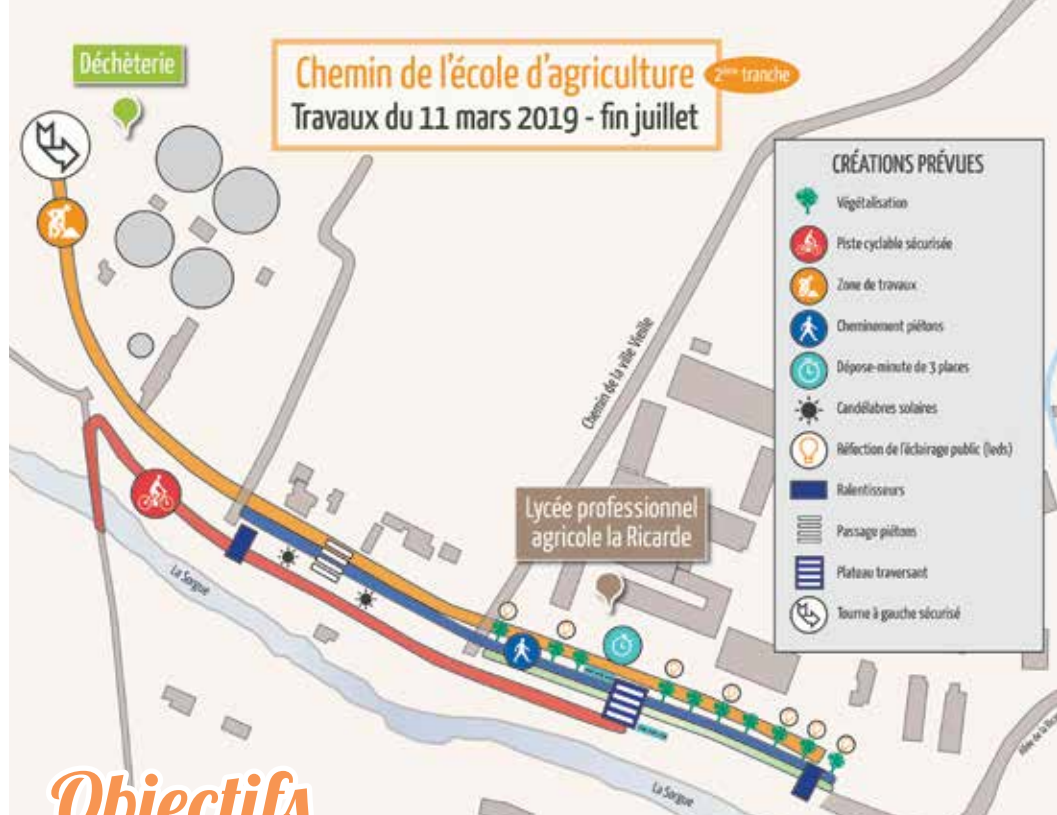 Déchèterie
Chemin de l'école d'agriculture
2ème tranche
Travaux du 11 mars 2019 - fin juillet
CRÉATIONS PRÉVUES
Végétalisation
Piste cyclable sécurisée
Zone de travaux
Cheminement piétons
Dépose-minute de 3 places
Candélabres solaires
Réfection de l'éclairage public (leds)
Ralentisseurs
Passage piétons
Plateau traversant
Tourne à gauche sécurisé
Chemin de la ville Vieille
Lycée professionnel
agricole la Ricarde
La Sorgue
La Sorgue
Allée de la
Objectifs